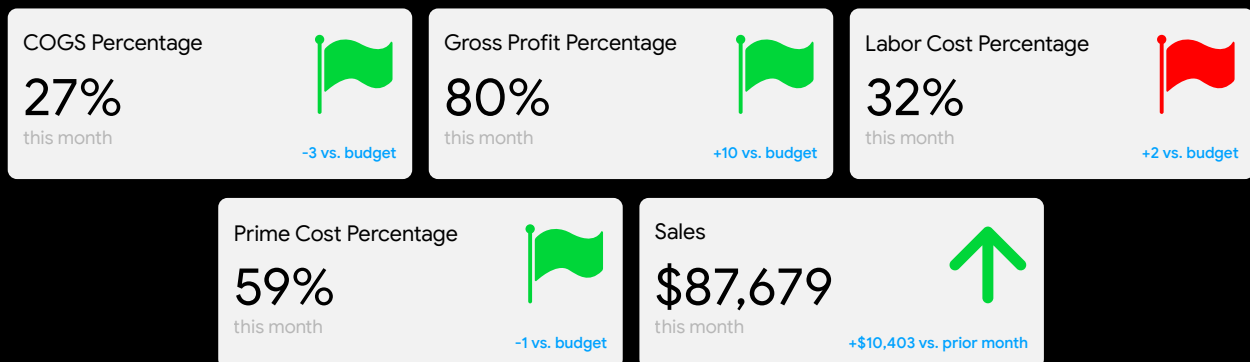 COGS Percentage
27%
this month
-3 vs. budget
Gross Profit Percentage
80%
this month
+10 vs. budget
Labor Cost Percentage
32%
this month
+2 vs. budget
Prime Cost Percentage
59%
this month
-1 vs. budget
Sales
$87,679
this month
+$10,403 vs. prior month